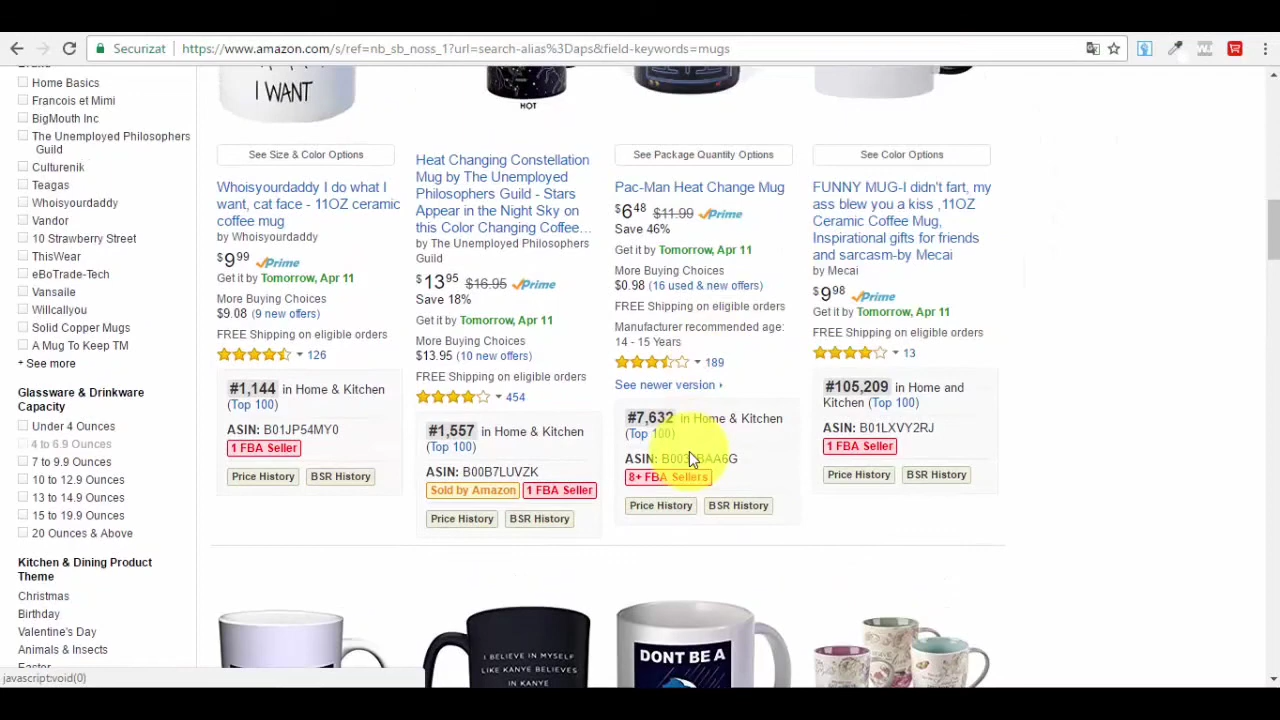 Securizat
https://www.amazon.com/s/ref=nb_sb_noss_1?url=search-alias%3Daps&field-keywords=mugs
Home Basics
Francois et Mimi
BigMouth Inc
The Unemployed Philosophers
Guild
Culturenik
Teagas
Whoisyourdaddy
Vandor
10 Strawberry Street
ThisWear
eBoTrade-Tech
Vansaile
Willcallyou
Solid Copper Mugs
A Mug To Keep TM
+ See more
Glassware & Drinkware
Capacity
Under 4 Ounces
4 to 6.9 Ounces
7 to 9.9 Ounces
10 to 12.9 Ounces
13 to 14.9 Ounces
15 to 19.9 Ounces
20 Ounces & Above
Kitchen & Dining Product
Theme
Christmas
Birthday
Valentine's Day
Animals & Insects
Easter
javascript:void(0)
I WANT
See Size & Color Options
Whoisyourdaddy I do what I
want, cat face - 11OZ ceramic
coffee mug
by Whoisyourdaddy
$9 99 Prime
Get it by Tomorrow, Apr 11
More Buying Choices
$9.08 (9 new offers)
FREE Shipping on eligible orders
126
#1,144 in Home & Kitchen
(Top 100)
ASIN: B01JP54MY0
1 FBA Seller
Price History BSR History
HOT
Heat Changing Constellation
Mug by The Unemployed
Philosophers Guild - Stars
Appear in the Night Sky on
this Color Changing Coffee...
by The Unemployed Philosophers
Guild
$13 95 $16.95 Prime
Save 18%
Get it by Tomorrow, Apr 11
More Buying Choices
$13.95 (10 new offers)
FREE Shipping on eligible orders
454
#1,557 in Home & Kitchen
(Top 100)
ASIN: B00B7LUVZK
Sold by Amazon 1 FBA Seller
Price History BSR History
See Package Quantity Options
Pac-Man Heat Change Mug
$6 48 $11.99 Prime
Save 46%
Get it by Tomorrow, Apr 11
More Buying Choices
$0.98 (16 used & new offers)
FREE Shipping on eligible orders
Manufacturer recommended age:
14 - 15 Years
189
See newer version
#7,632 in Home & Kitchen
(Top 100)
ASIN:
8+ FBA Sellers
Price History BSR History
See Color Options
FUNNY MUG-I didn't fart, my
ass blew you a kiss ,11OZ
Ceramic Coffee Mug,
Inspirational gifts for friends
and sarcasm-by Mecai
by Mecai
$9 98 Prime
Get it by Tomorrow, Apr 11
FREE Shipping on eligible orders
13
#105,209 in Home and
Kitchen (Top 100)
ASIN: B01LXVY2RJ
1 FBA Seller
Price History BSR History
I BELIEVE IN MYSELF
LIKE KANYE BELIEVES
IN KANYE
DONT BE A